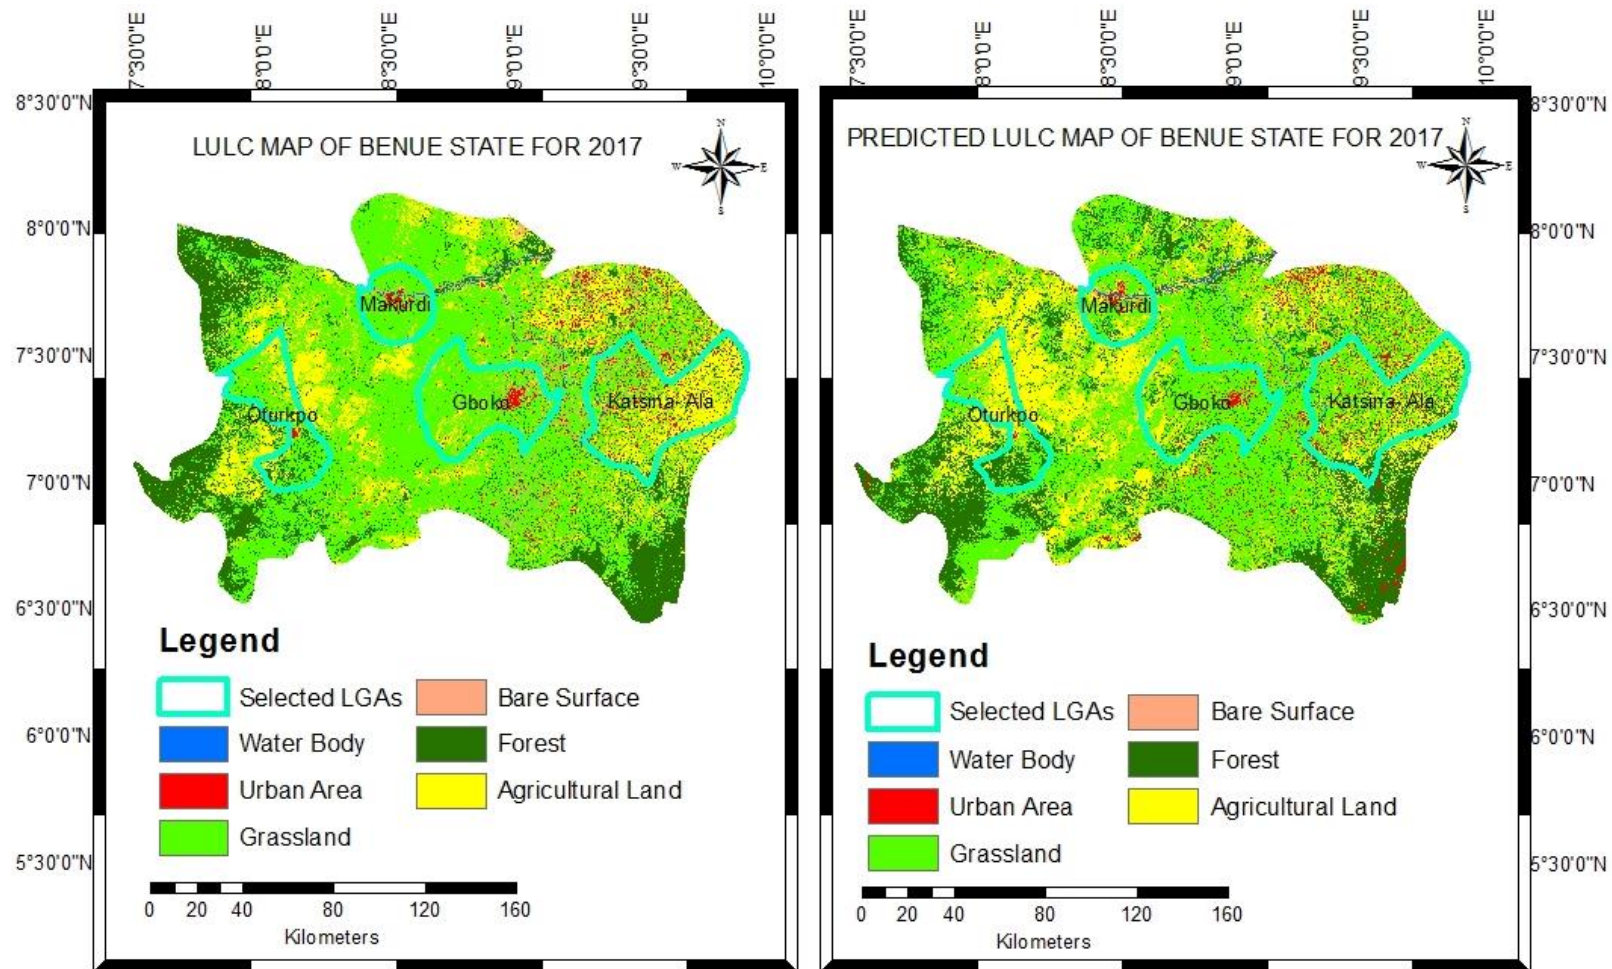 7°30'0"E 8°0'0"E 8°30'0"E 9°0'0"E 9°30'0"E 10°0'0"E
8°30'0"N
8°0'0"N
7°30'0"N
7°0'0"N
6°30'0"N
6°0'0"N
5°30'0"N
LULC MAP OF BENUE STATE FOR 2017
N
W E
S
Makurdi
Oturkpo
Gboko
Katsina- Ala
Legend
Selected LGAs Bare Surface
Water Body Forest
Urban Area Agricultural Land
Grassland
0 20 40 80 120 160
Kilometers
7°30'0"E 8°0'0"E 8°30'0"E 9°0'0"E 9°30'0"E 10°0'0"E
PREDICTED LULC MAP OF BENUE STATE FOR 2017
N
W E
S
Makurdi
Oturkpo
Gboko
Katsina- Ala
Legend
Selected LGAs Bare Surface
Water Body Forest
Urban Area Agricultural Land
Grassland
0 20 40 80 120 160
Kilometers
8°30'0"N
8°0'0"N
7°30'0"N
7°0'0"N
6°30'0"N
6°0'0"N
5°30'0"N